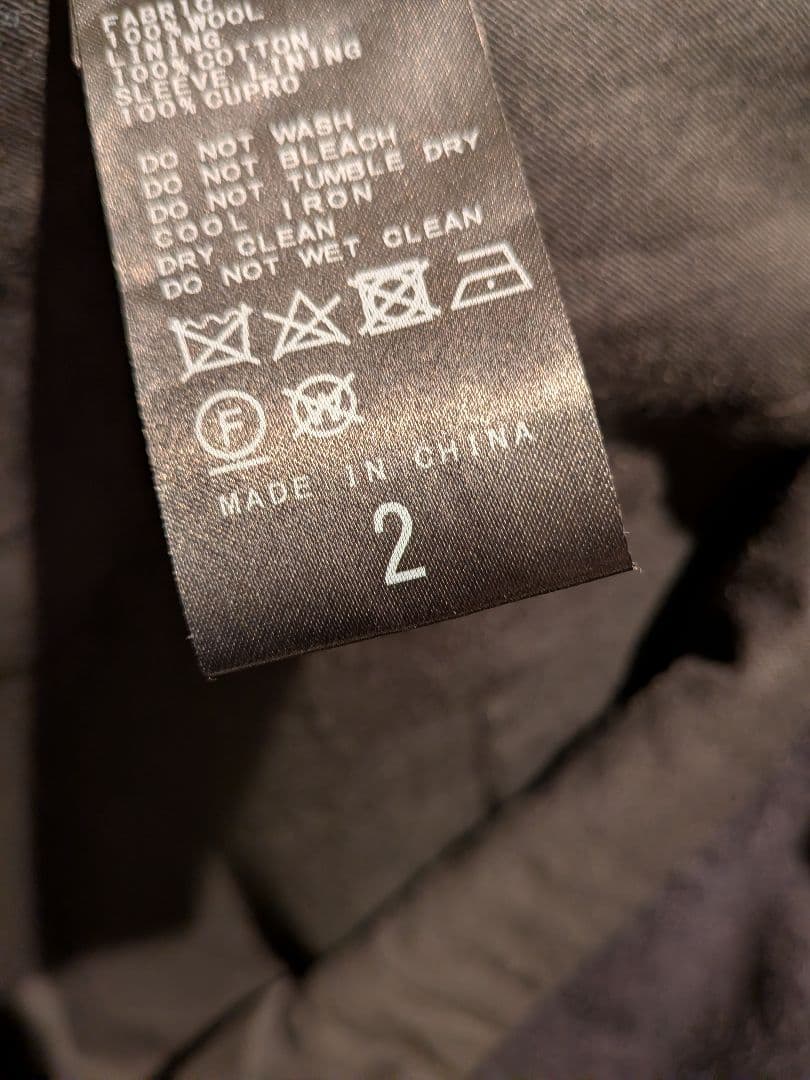 FABRIC
100%WOOL
LINING
100%COTTON
SLEEVE LINING
100%CUPRO
DO NOT WASH
DO NOT BLEACH
DO NOT TUMBLE DRY
COOL IRON
DRY CLEAN
DO NOT WET CLEAN
F W
MADE IN CHINA
2